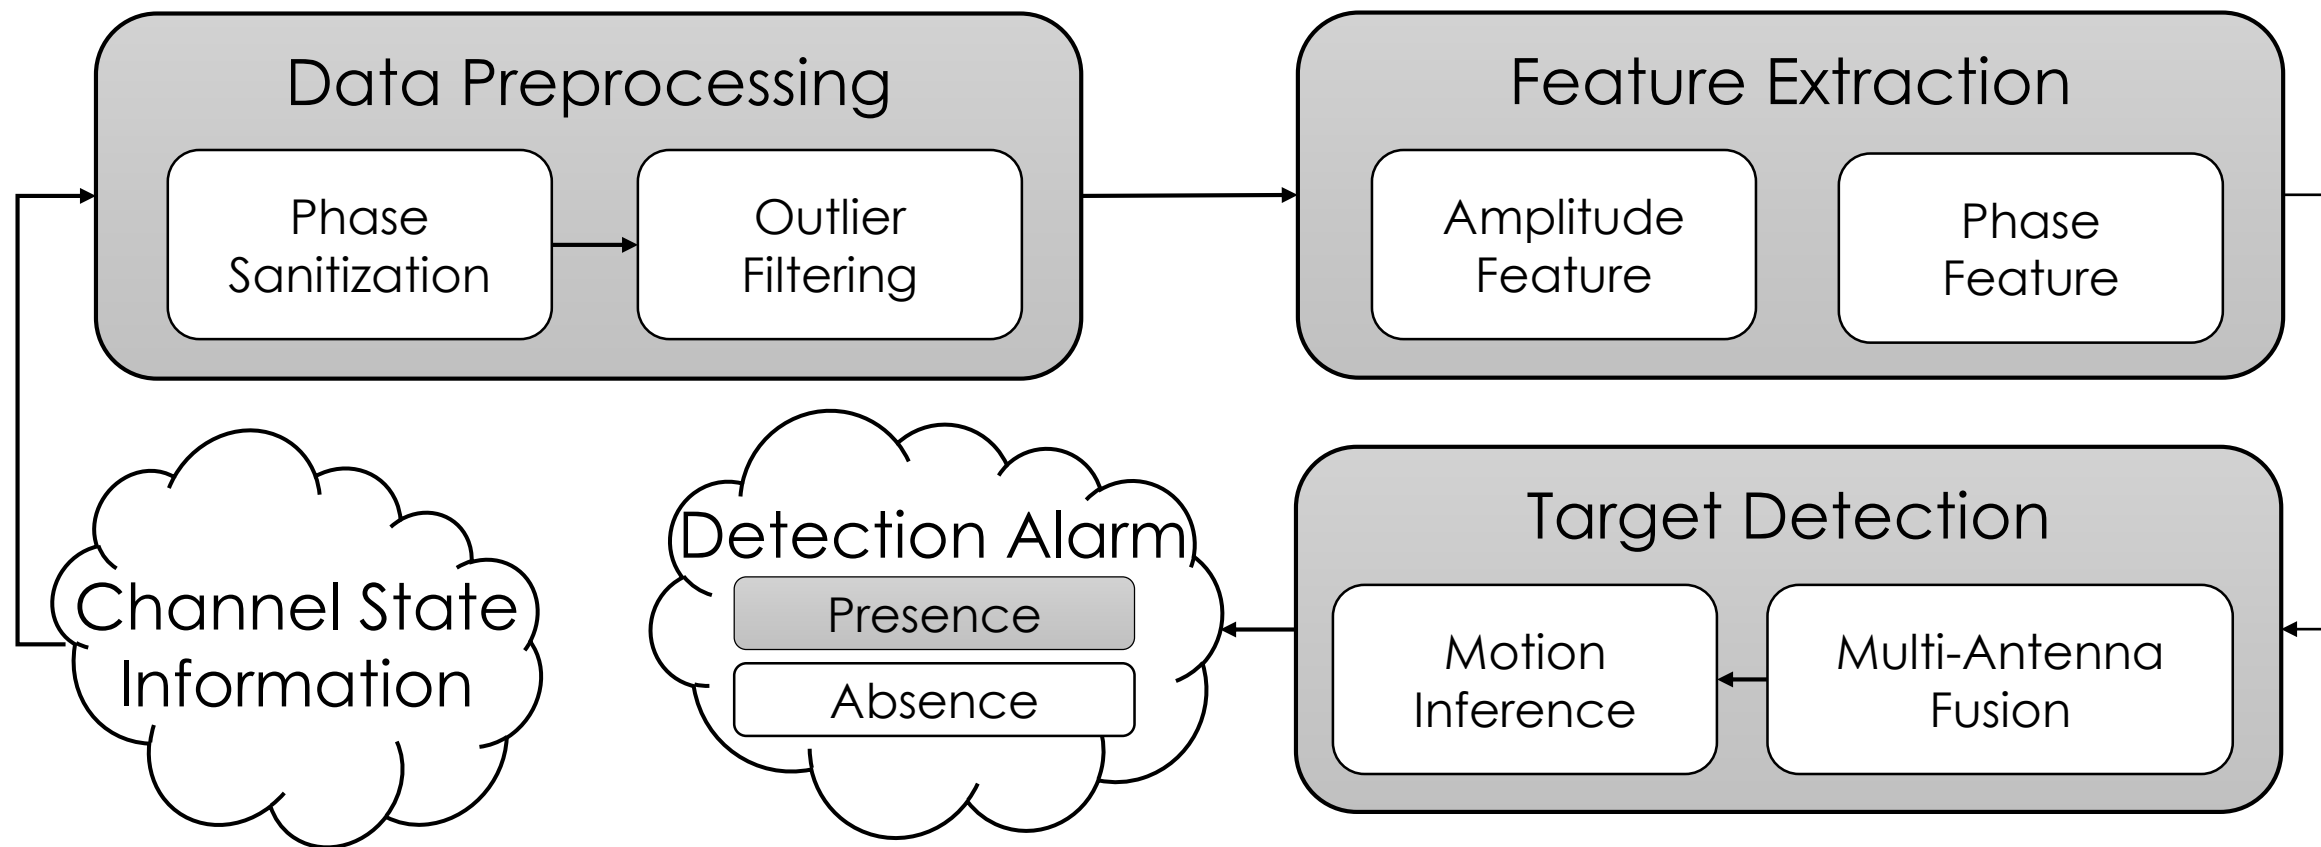 Data Preprocessing
Phase
Sanitization
Outlier
Filtering
Feature Extraction
Amplitude
Feature
Phase
Feature
Channel State
Information
Detection Alarm
Presence
Absence
Target Detection
Motion
Inference
Multi-Antenna
Fusion